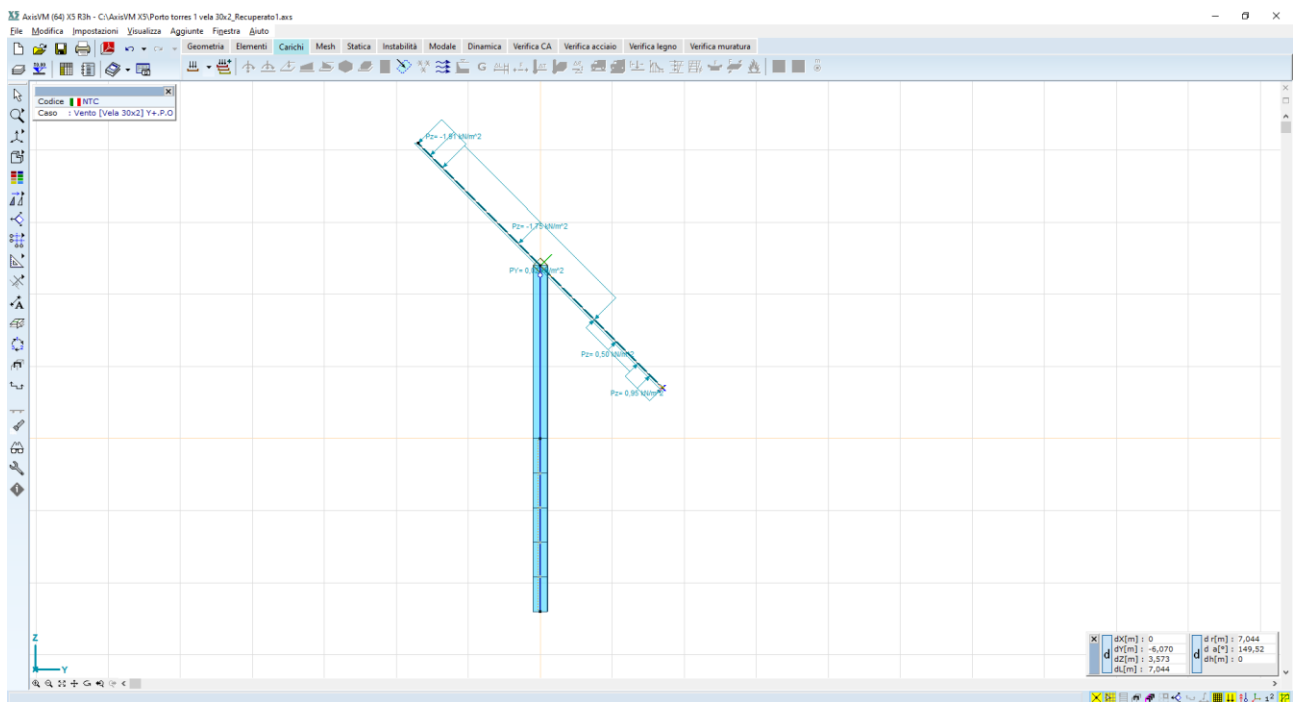 AxisVM (64) X5 R3h - C:\AxisVM X5\Porto torres 1 vela 30x2_Recuperato1.axs
File Modifica Impostazioni Visualizza Aggiunte Finestra Aiuto
Geometria Elementi Carichi Mesh Statica Instabilità Modale Dinamica Verifica CA Verifica acciaio Verifica legno Verifica muratura
Codice NTC
Caso : Vento [Vela 30x2] Y+.P.O
Pz= -1,91 kN/m^2
Pz= -1,75 kN/m^2
Pz= 0,50 kN/m^2
Pz= 0,95 kN/m^2
Z
Y
dX[m] : 0
dY[m] : -6,070
dZ[m] : 3,573
dL[m] : 7,044
d
d r[m] : 7,044
d a[°] : 149,52
dh[m] : 0
d